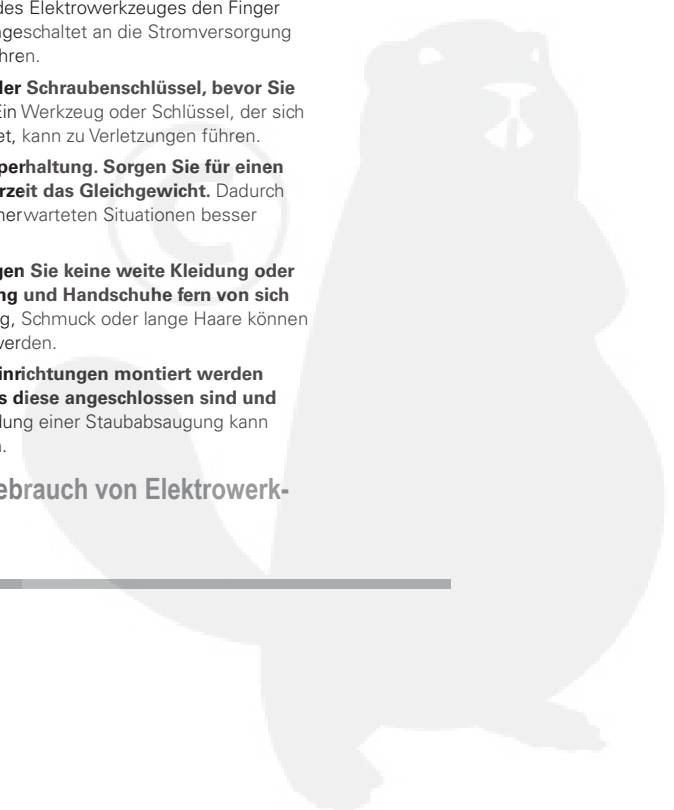 des Elektrowerkzeuges den Finger
geschaltet an die Stromversorgung
hren.
der Schraubenschlüssel, bevor Sie
Ein Werkzeug oder Schlüssel, der sich
et, kann zu Verletzungen führen.
perhaltung. Sorgen Sie für einen
rzeit das Gleichgewicht. Dadurch
nerwarteten Situationen besser
gen Sie keine weite Kleidung oder
ng und Handschuhe fern von sich
g, Schmuck oder lange Haare können
werden.
inrichtungen montiert werden
s diese angeschlossen sind und
dung einer Staubabsaugung kann
n.
ebrauch von Elektrowerk-
©